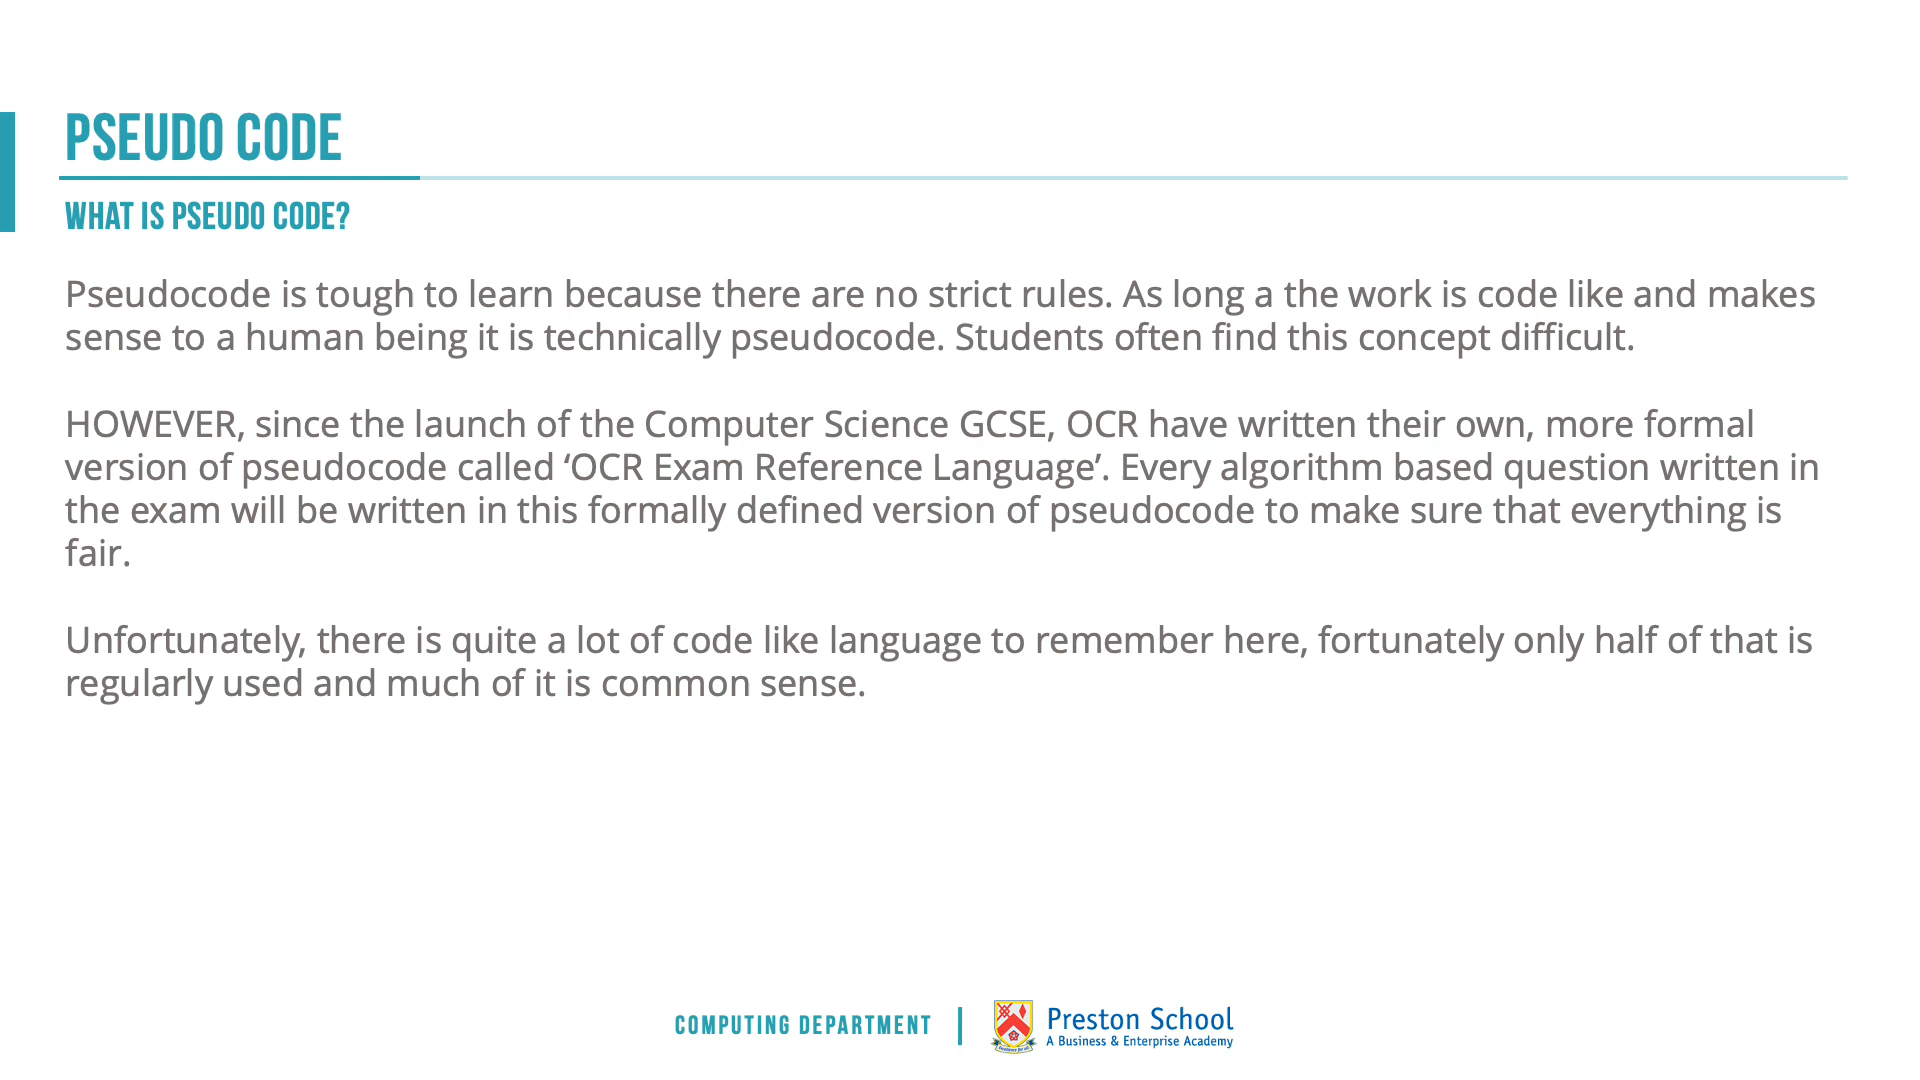 PSEUDO CODE
WHAT IS PSEUDO CODE?
Pseudocode is tough to learn because there are no strict rules. As long a the work is code like and makes
sense to a human being it is technically pseudocode. Students often find this concept difficult.
HOWEVER, since the launch of the Computer Science GCSE, OCR have written their own, more formal
version of pseudocode called ‘OCR Exam Reference Language’. Every algorithm based question written in
the exam will be written in this formally defined version of pseudocode to make sure that everything is
fair.
Unfortunately, there is quite a lot of code like language to remember here, fortunately only half of that is
regularly used and much of it is common sense.
COMPUTING DEPARTMENT
Preston School
A Business & Enterprise Academy